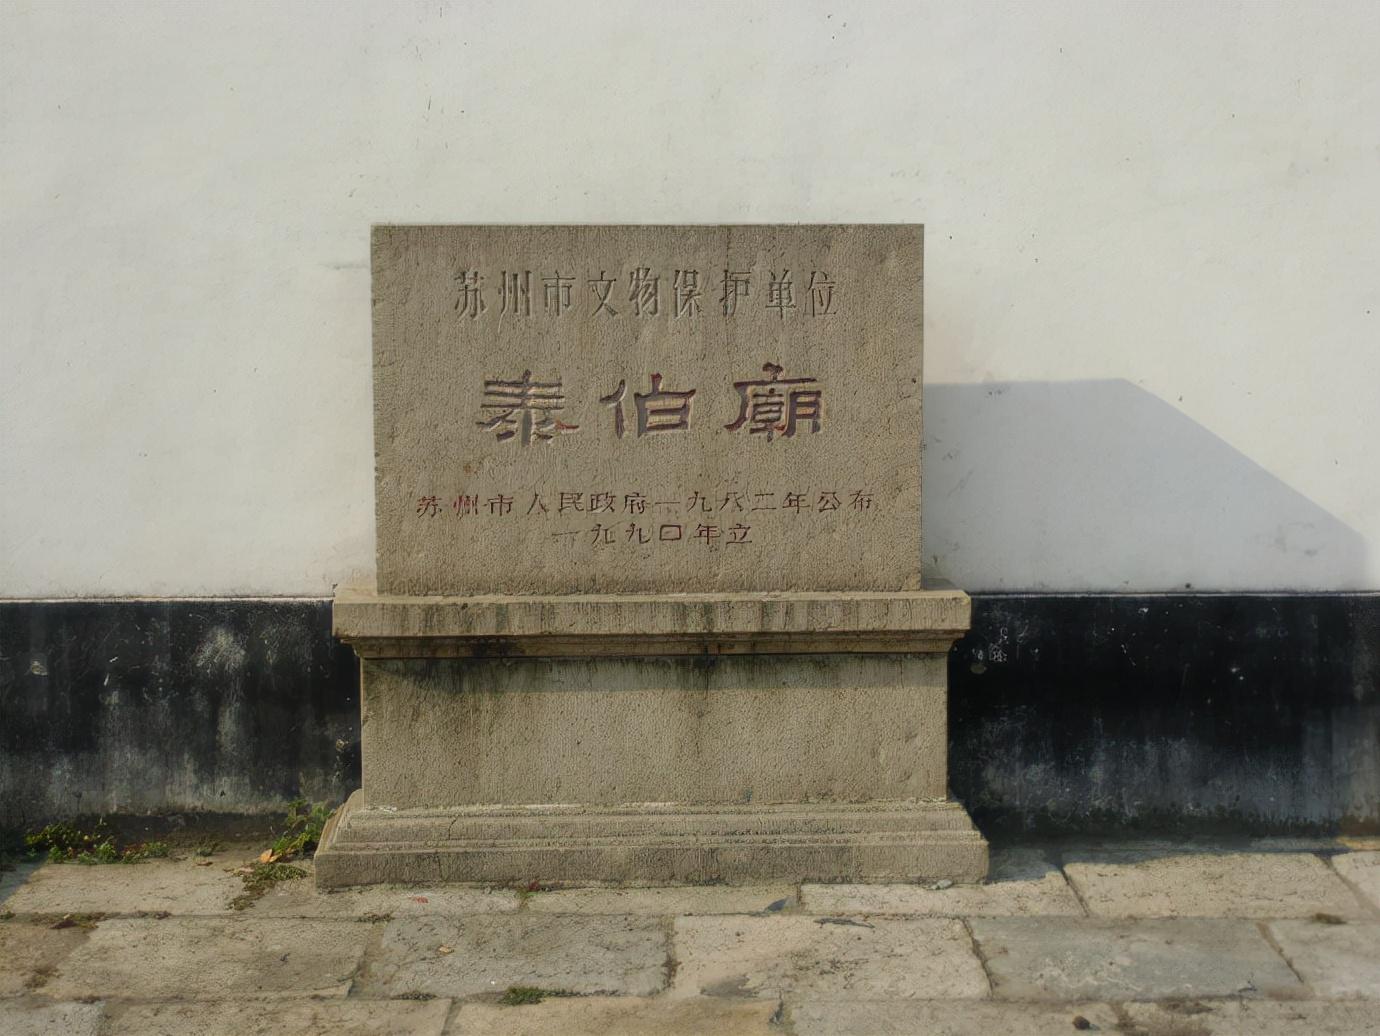 苏州市文物保护单位
泰伯廟
苏州市人民政府一九八二年公布
一九九〇年立